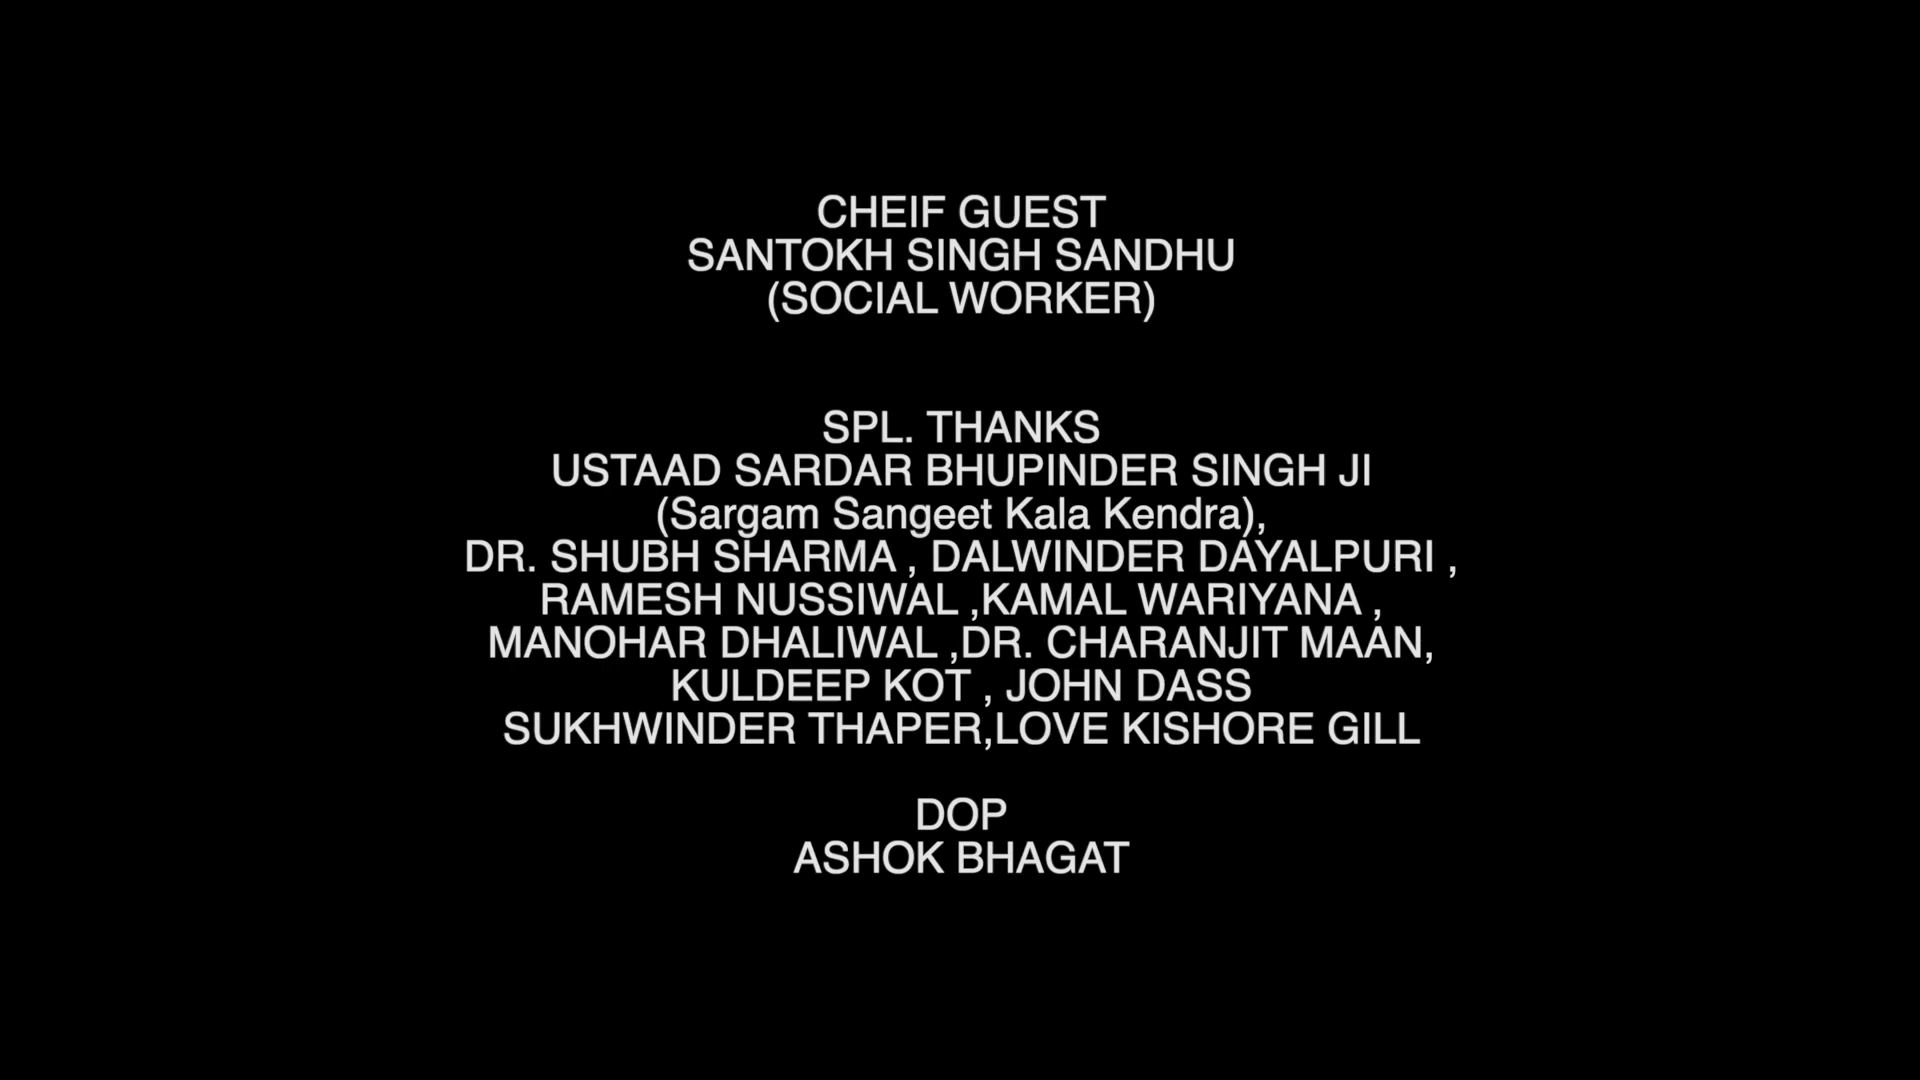 CHEIF GUEST
SANTOKH SINGH SANDHU
(SOCIAL WORKER)
SPL. THANKS
USTAAD SARDAR BHUPINDER SINGH JI
(Sargam Sangeet Kala Kendra),
DR. SHUBH SHARMA , DALWINDER DAYALPURI ,
RAMESH NUSSIWAL ,KAMAL WARIYANA ,
MANOHAR DHALIWAL ,DR. CHARANJIT MAAN,
KULDEEP KOT , JOHN DASS
SUKHWINDER THAPER,LOVE KISHORE GILL
DOP
ASHOK BHAGAT